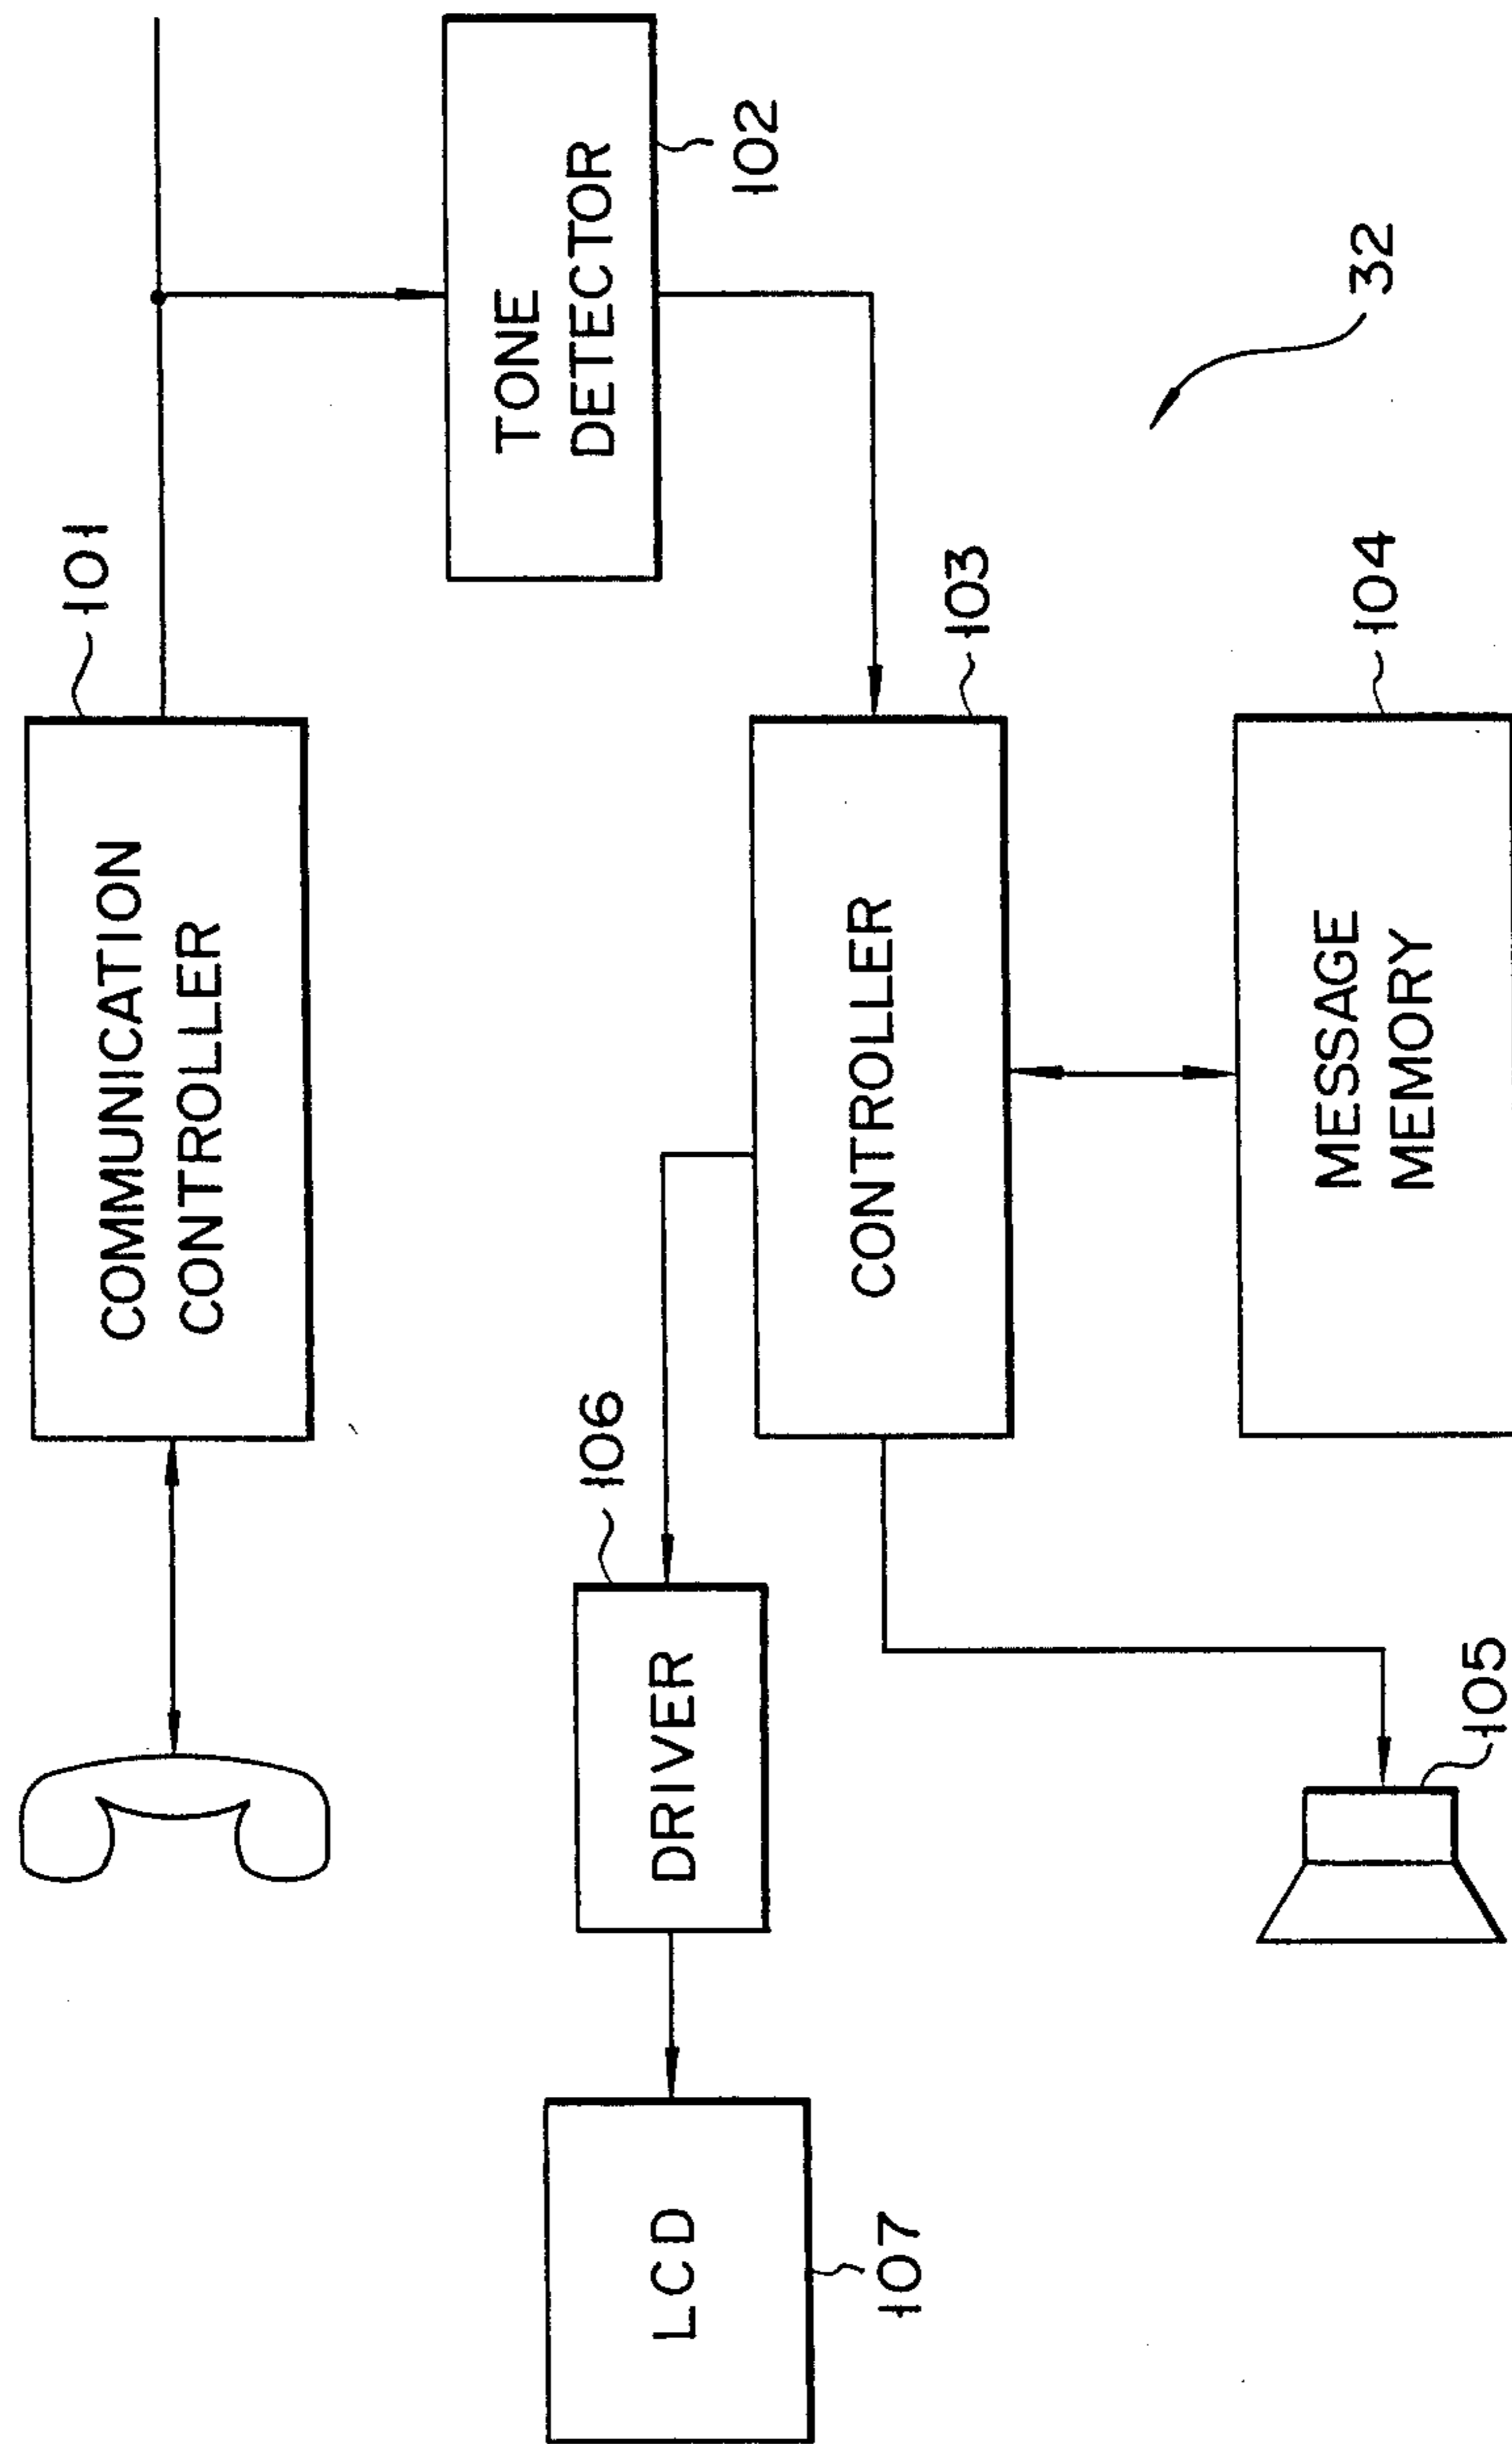 COMMUNICATION
CONTROLLER
101
TONE
DETECTOR
102
DRIVER
106
LCD
107
CONTROLLER
103
MESSAGE
MEMORY
104
105
32